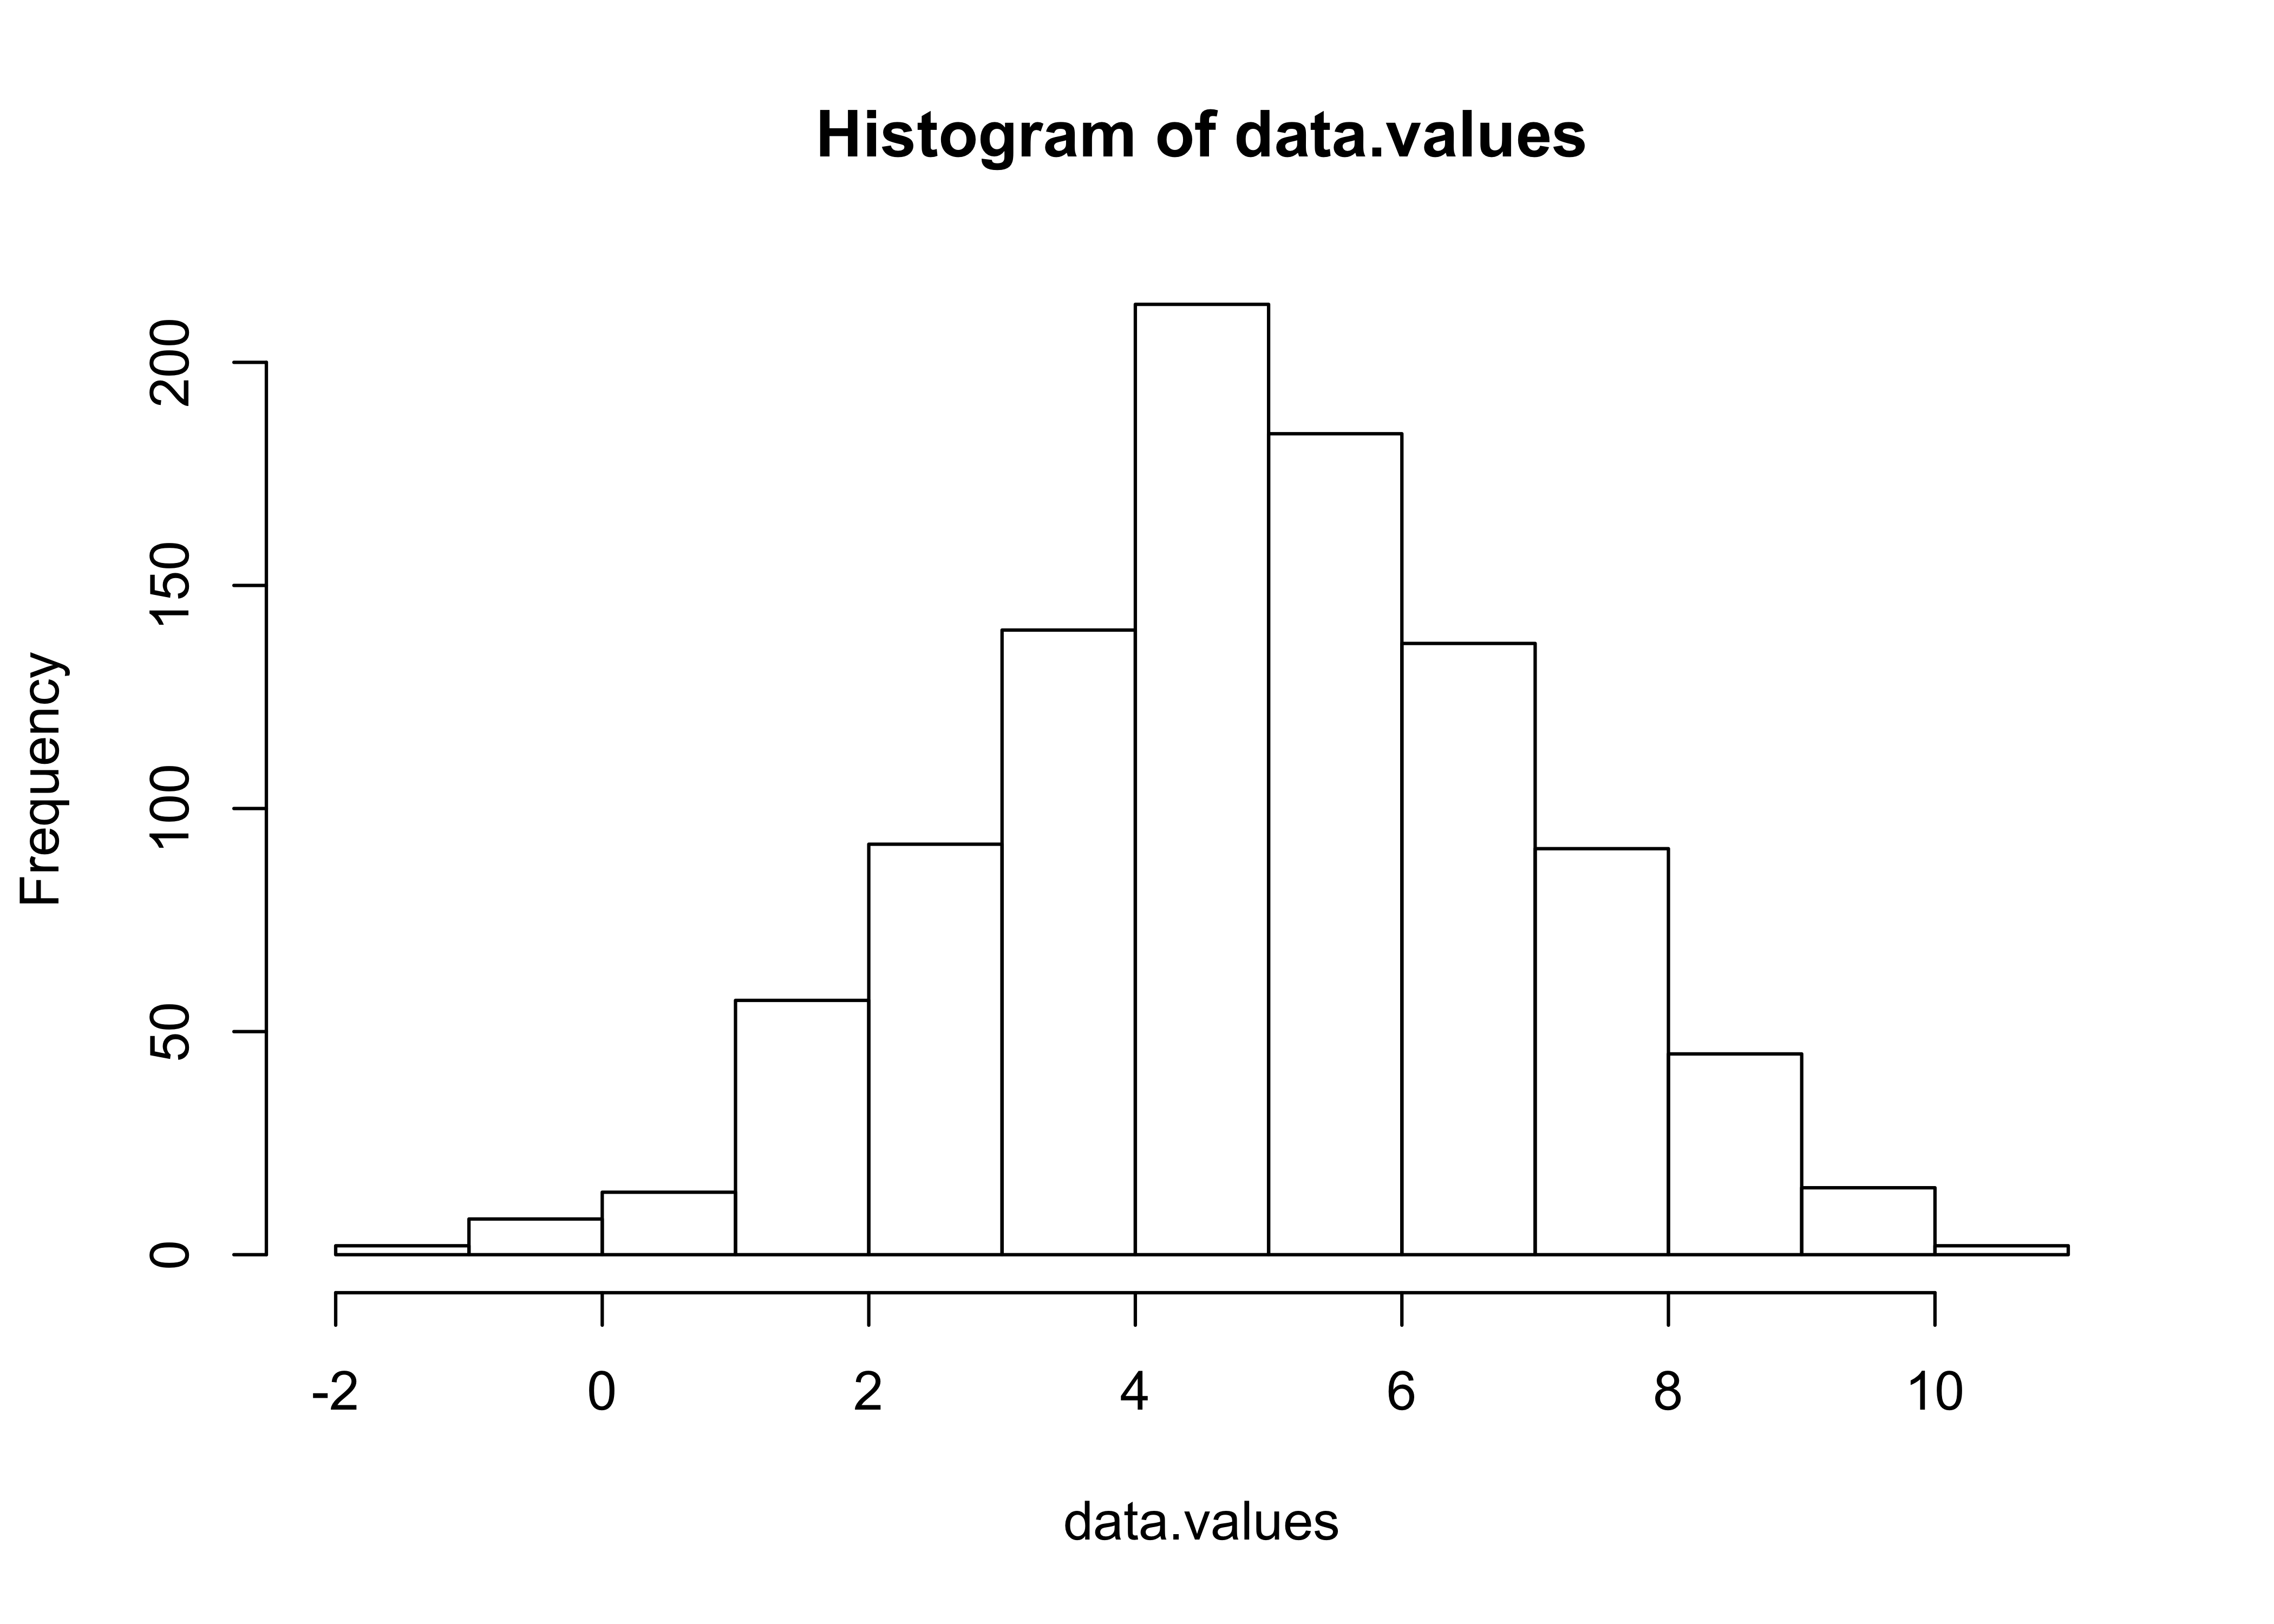 Histogram of data.values
Frequency
200
150
100
50
0
-2 0 2 4 6 8 10
data.values